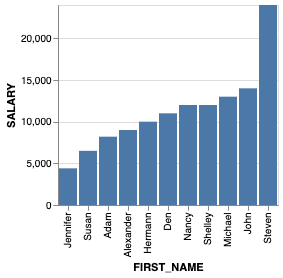 20,000
15,000
10,000
5,000
0
SALARY
Jennifer
Susan
Adam
Alexander
Hermann
Den
Nancy
Shelley
Michael
John
Steven
FIRST_NAME